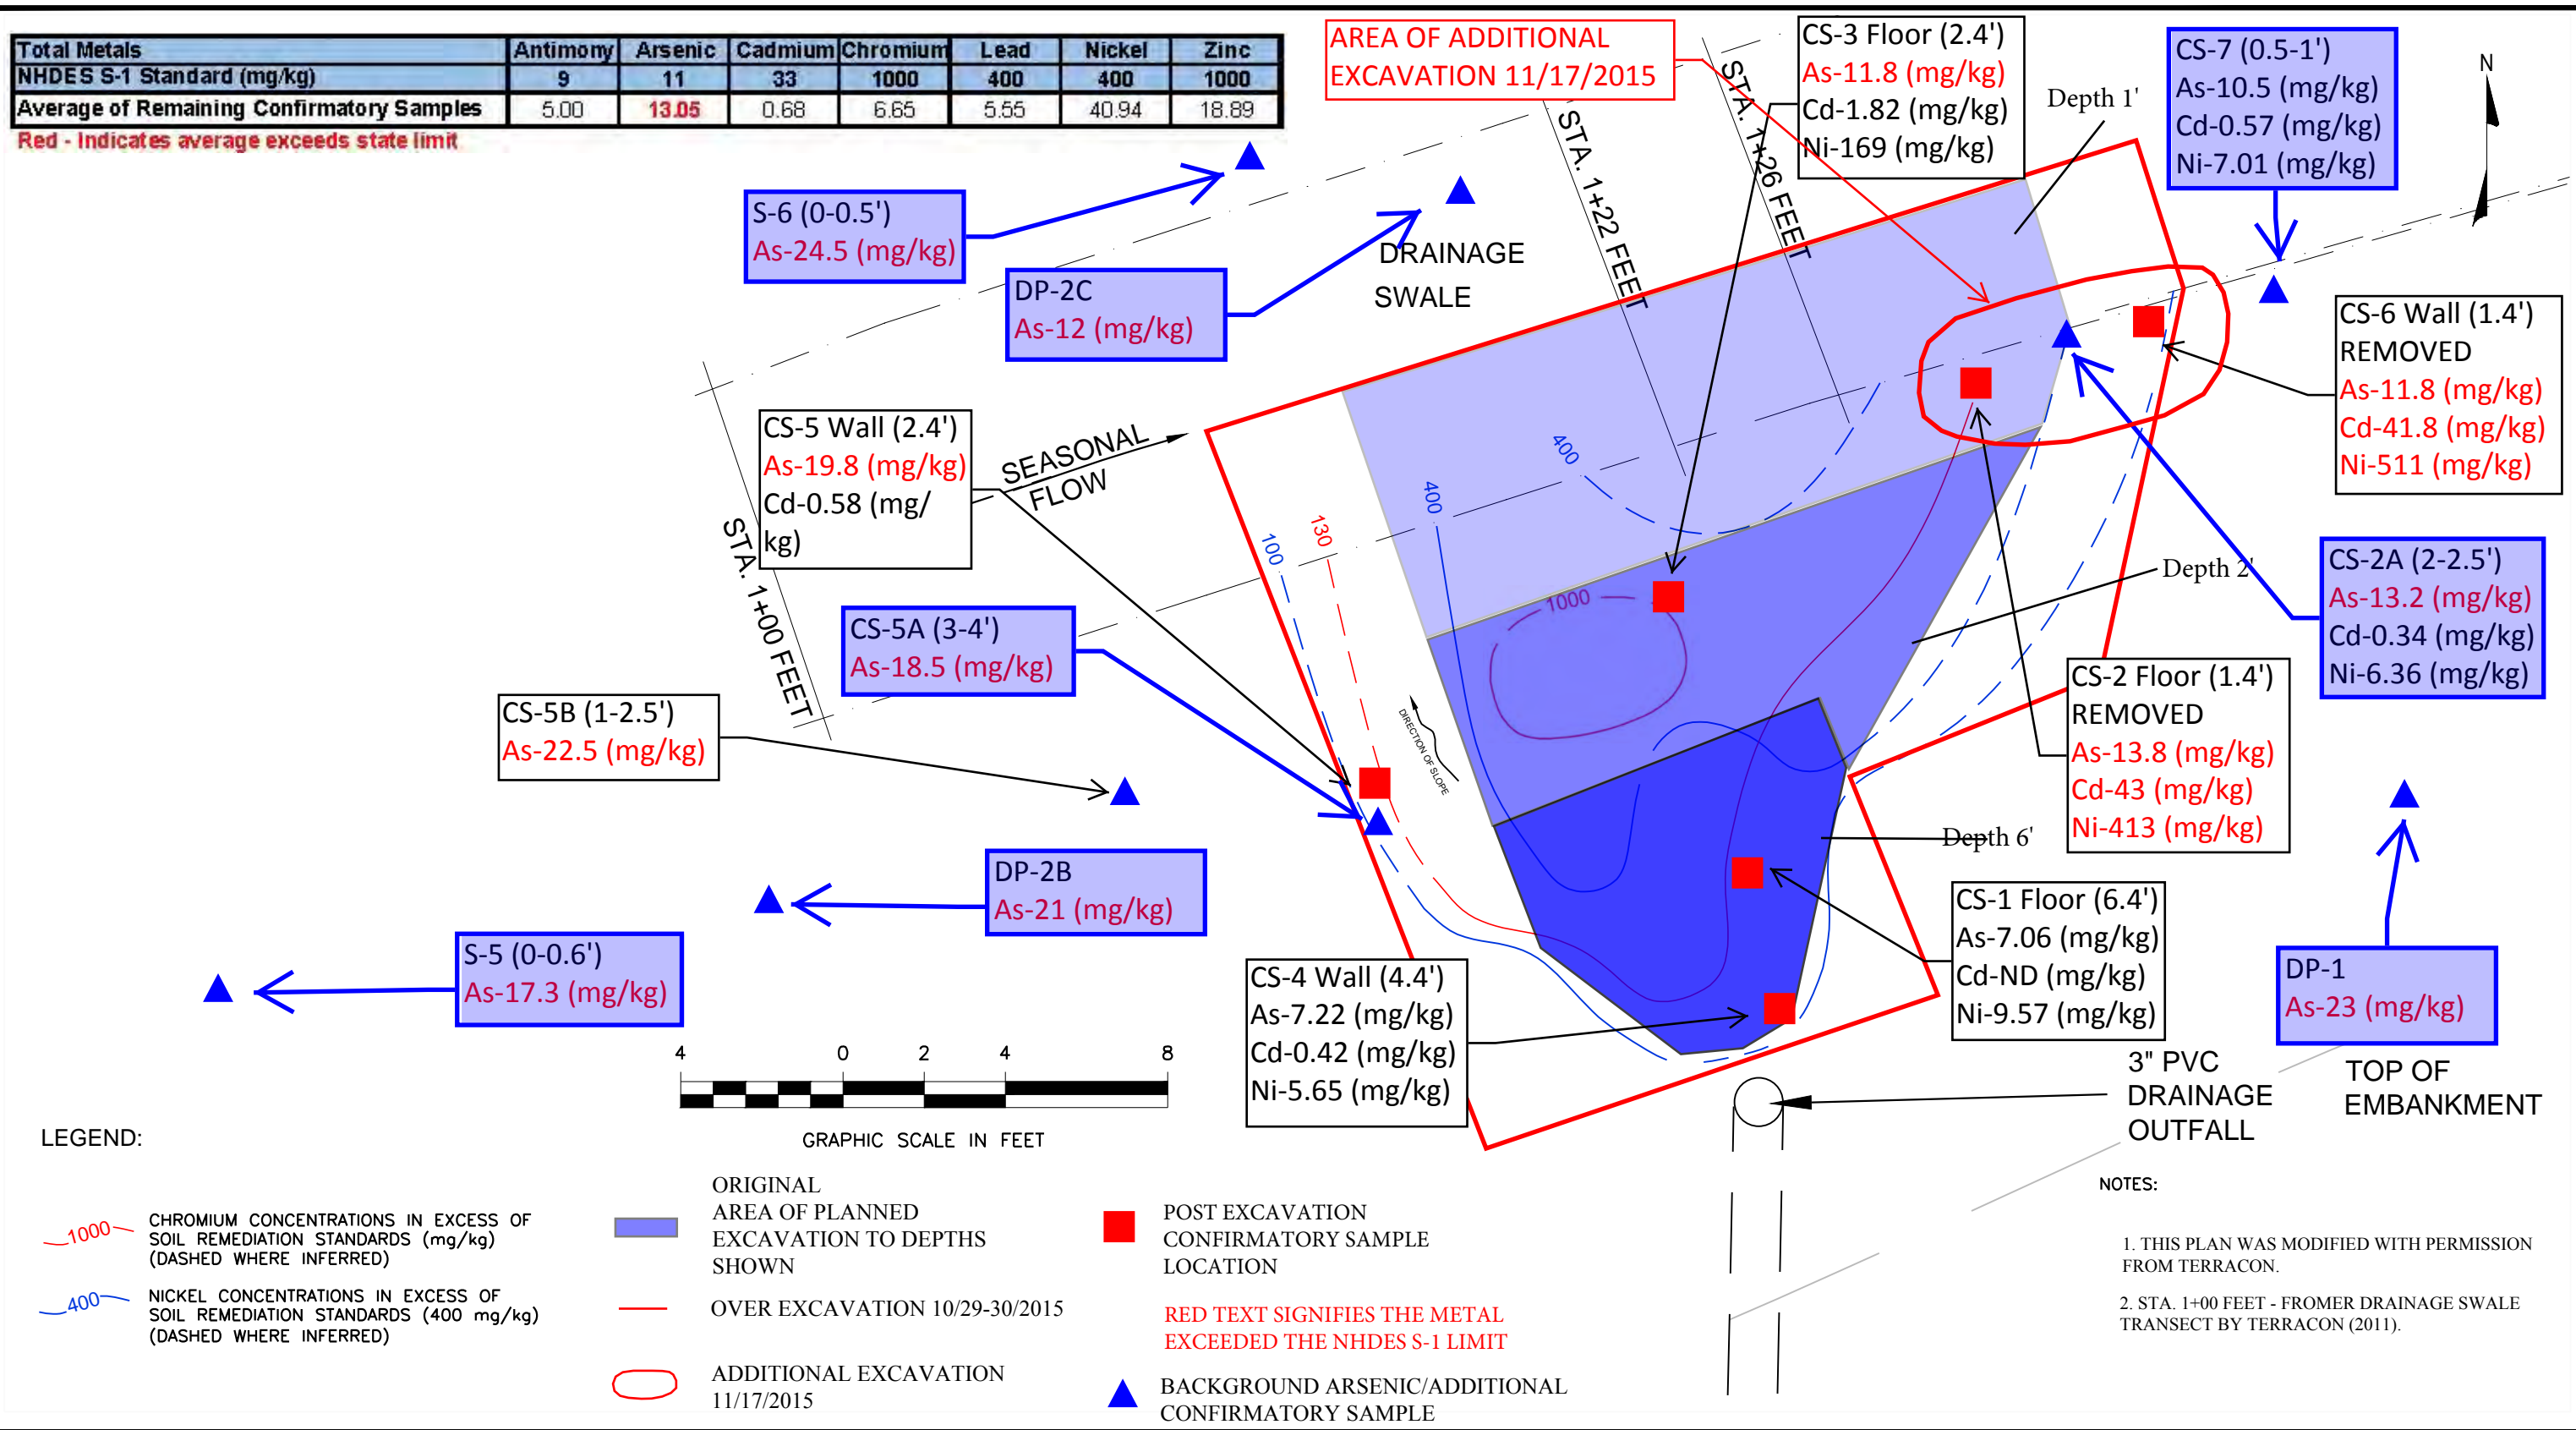 Total Metals Antimony Arsenic Cadmium Chromium Lead Nickel Zinc
NHDES S-1 Standard (mg/kg) 9 11 33 1000 400 400 1000
Average of Remaining Confirmatory Samples 5.00 13.05 0.68 6.65 5.55 40.94 18.89
Red - Indicates average exceeds state limit
AREA OF ADDITIONAL
EXCAVATION 11/17/2015
CS-3 Floor (2.4')
As-11.8 (mg/kg)
Cd-1.82 (mg/kg)
Ni-169 (mg/kg)
Depth 1'
CS-7 (0.5-1')
As-10.5 (mg/kg)
Cd-0.57 (mg/kg)
Ni-7.01 (mg/kg)
N
STA. 1+22 FEET
STA. 1+26 FEET
S-6 (0-0.5')
As-24.5 (mg/kg)
DP-2C
As-12 (mg/kg)
DRAINAGE
SWALE
CS-6 Wall (1.4')
REMOVED
As-11.8 (mg/kg)
Cd-41.8 (mg/kg)
Ni-511 (mg/kg)
CS-5 Wall (2.4')
As-19.8 (mg/kg)
Cd-0.58 (mg/
kg)
SEASONAL
FLOW
400
400
130
100
STA. 1+00 FEET
1000
Depth 2'
CS-2A (2-2.5')
As-13.2 (mg/kg)
Cd-0.34 (mg/kg)
Ni-6.36 (mg/kg)
CS-5A (3-4')
As-18.5 (mg/kg)
CS-5B (1-2.5')
As-22.5 (mg/kg)
DIRECTION OF SLOPE
CS-2 Floor (1.4')
REMOVED
As-13.8 (mg/kg)
Cd-43 (mg/kg)
Ni-413 (mg/kg)
Depth 6'
DP-2B
As-21 (mg/kg)
CS-1 Floor (6.4')
As-7.06 (mg/kg)
Cd-ND (mg/kg)
Ni-9.57 (mg/kg)
S-5 (0-0.6')
As-17.3 (mg/kg)
CS-4 Wall (4.4')
As-7.22 (mg/kg)
Cd-0.42 (mg/kg)
Ni-5.65 (mg/kg)
DP-1
As-23 (mg/kg)
3" PVC
DRAINAGE
OUTFALL
TOP OF
EMBANKMENT
4 0 2 4 8
GRAPHIC SCALE IN FEET
LEGEND:
1000
CHROMIUM CONCENTRATIONS IN EXCESS OF
SOIL REMEDIATION STANDARDS (mg/kg)
(DASHED WHERE INFERRED)
400
NICKEL CONCENTRATIONS IN EXCESS OF
SOIL REMEDIATION STANDARDS (400 mg/kg)
(DASHED WHERE INFERRED)
ORIGINAL
AREA OF PLANNED
EXCAVATION TO DEPTHS
SHOWN
OVER EXCAVATION 10/29-30/2015
ADDITIONAL EXCAVATION
11/17/2015
POST EXCAVATION
CONFIRMATORY SAMPLE
LOCATION
RED TEXT SIGNIFIES THE METAL
EXCEEDED THE NHDES S-1 LIMIT
BACKGROUND ARSENIC/ADDITIONAL
CONFIRMATORY SAMPLE
NOTES:
1. THIS PLAN WAS MODIFIED WITH PERMISSION
FROM TERRACON.
2. STA. 1+00 FEET - FROMER DRAINAGE SWALE
TRANSECT BY TERRACON (2011).